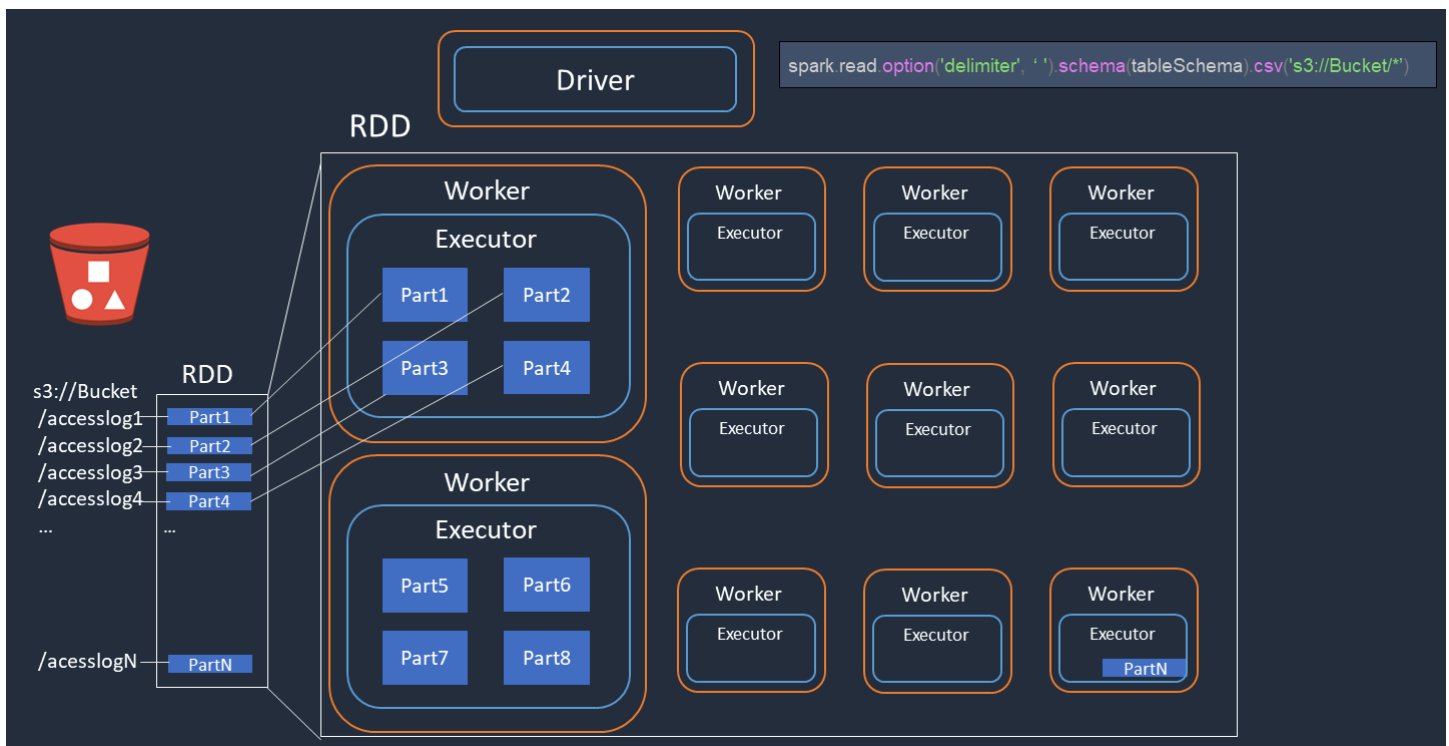 Driver
spark.read.option('delimiter', ‘ ’).schema(tableSchema).csv('s3://Bucket/*’)
RDD
Worker
Executor
Part1
Part2
Part3
Part4
Worker
Executor
Part5
Part6
Part7
Part8
Worker
Executor
Worker
Executor
Worker
Executor
Worker
Executor
Worker
Executor
Worker
Executor
Worker
Executor
Worker
Executor
Worker
Executor
PartN
RDD
s3://Bucket
/accesslog1
Part1
/accesslog2
Part2
/accesslog3
Part3
/accesslog4
Part4
...
...
/acesslogN
PartN